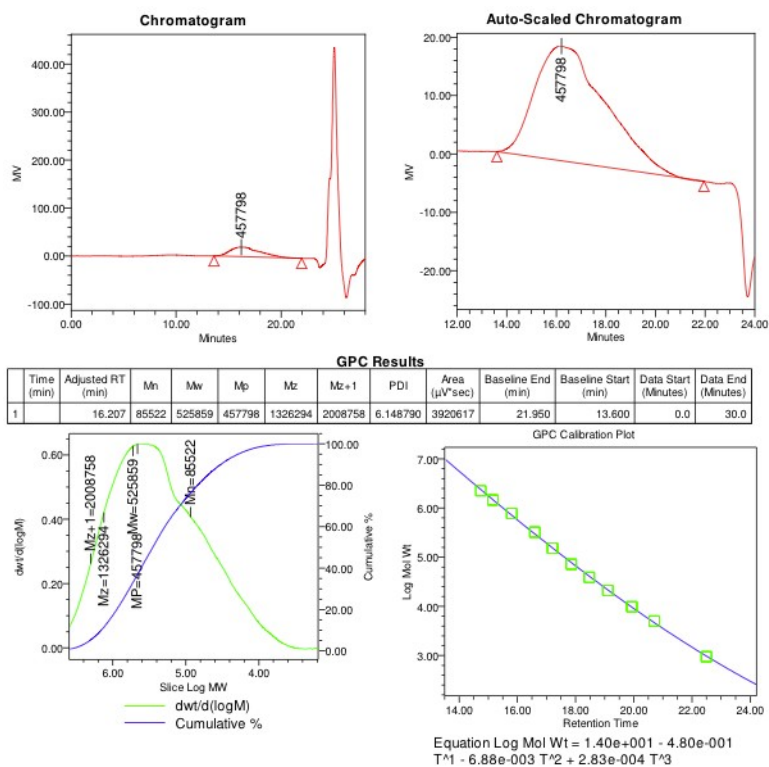 Chromatogram
Auto-Scaled Chromatogram
MV
400.00
300.00
200.00
100.00
0.00
-100.00
457798
0.00
10.00
20.00
Minutes
MV
20.00
10.00
0.00
-10.00
-20.00
457798
12.00
14.00
16.00
18.00
20.00
22.00
24.00
Minutes
GPC Results
Time (min) Adjusted RT (min) Mn Mw Mp Mz Mz+1 PDI Area (µV*sec) Baseline End (min) Baseline Start (min) Data Start (Minutes) Data End (Minutes)
1 16.207 85522 525859 457798 1326294 2008758 6.148790 3920617 21.950 13.600 0.0 30.0
dwt/d(logM)
0.60
0.40
0.20
0.00
Mz+1=2008758
Mz=1326294
MP=457798
Mw=525859
Mn=85522
100.00
80.00
60.00
40.00
20.00
0.00
Cumulative %
6.00
5.00
4.00
Slice Log MW
dwt/d(logM)
Cumulative %
GPC Calibration Plot
Log Mol Wt
7.00
6.00
5.00
4.00
3.00
14.00
16.00
18.00
20.00
22.00
24.00
Retention Time
Equation Log Mol Wt = 1.40e+001 - 4.80e-001
T^1 - 6.88e-003 T^2 + 2.83e-004 T^3